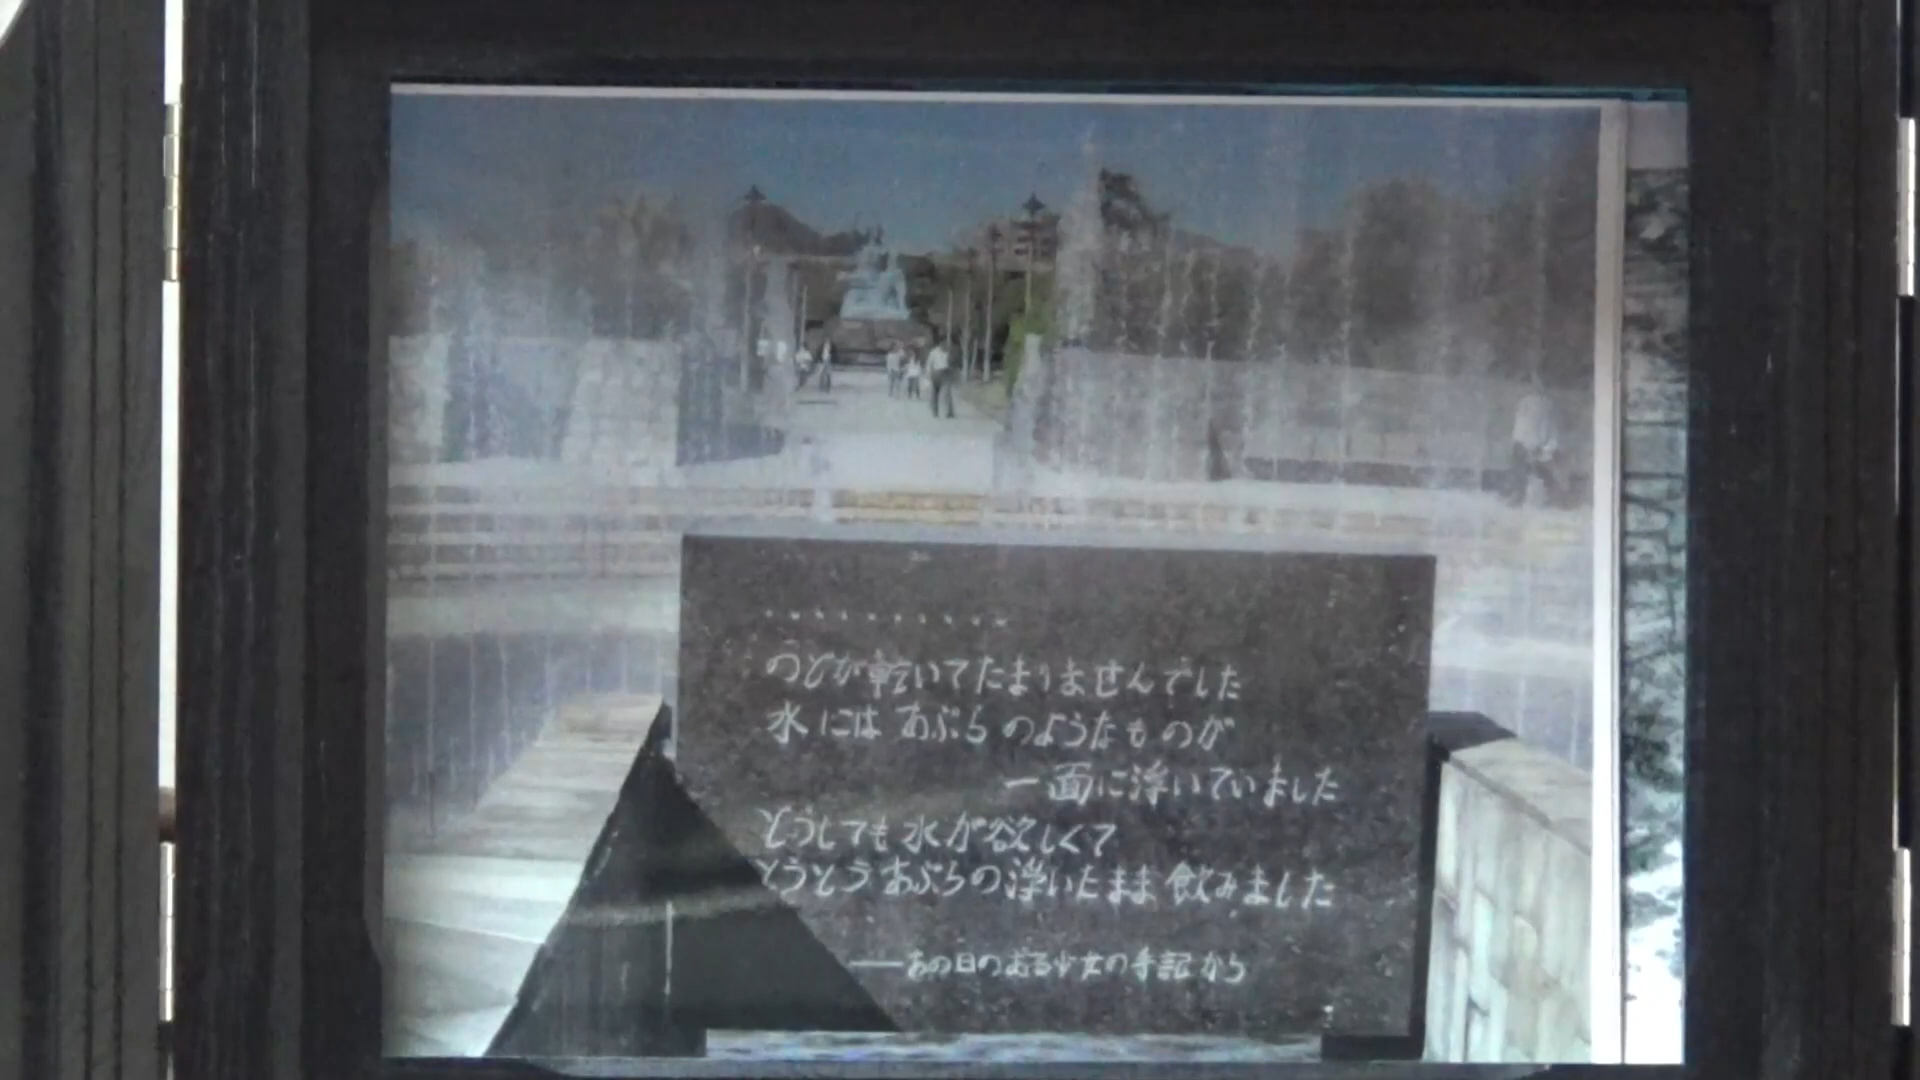 ・・・・・・・・・・・
のどが乾いてたまりませんでした
水には あぶら のようなものが
一面に浮いていました
どうしても水が欲しくて
とうとうあぶらの浮いたまま飲みました
――あの日のある少女の手記から